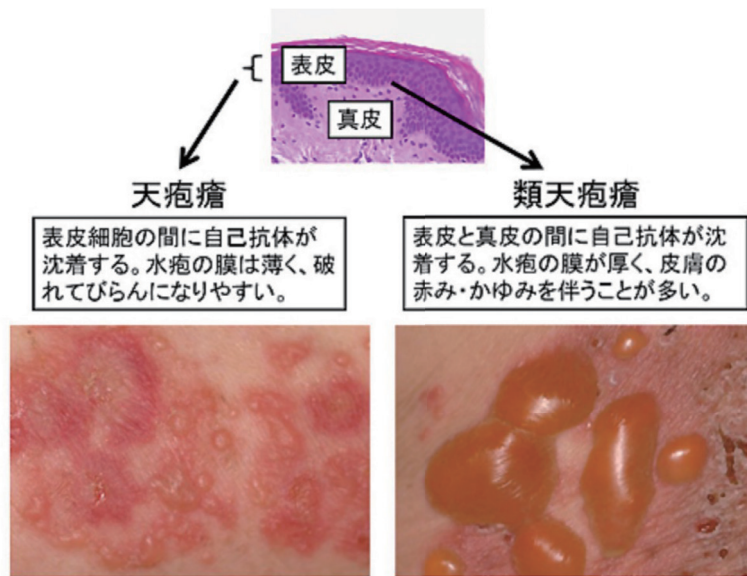 表皮
真皮
天疱瘡
類天疱瘡
表皮細胞の間に自己抗体が
沈着する。水疱の膜は薄く、破
れてびらんになりやすい。
表皮と真皮の間に自己抗体が沈
着する。水疱の膜が厚く、皮膚の
赤み・かゆみを伴うことが多い。